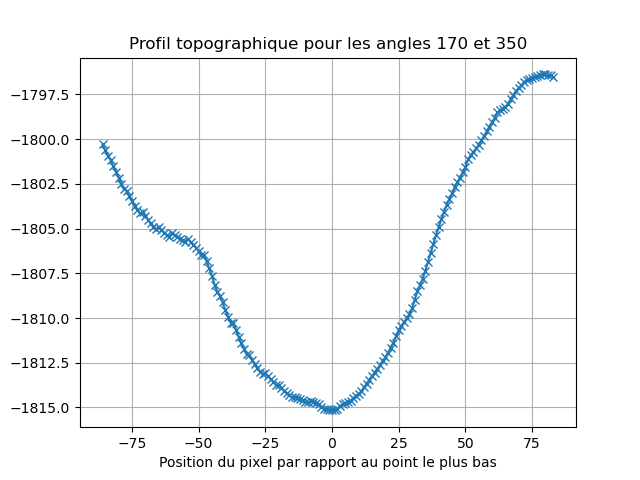 Profil topographique pour les angles 170 et 350
−1797.5
−1800.0
−1802.5
−1805.0
−1807.5
−1810.0
−1812.5
−1815.0
−75 −50 −25 0 25 50 75
Position du pixel par rapport au point le plus bas